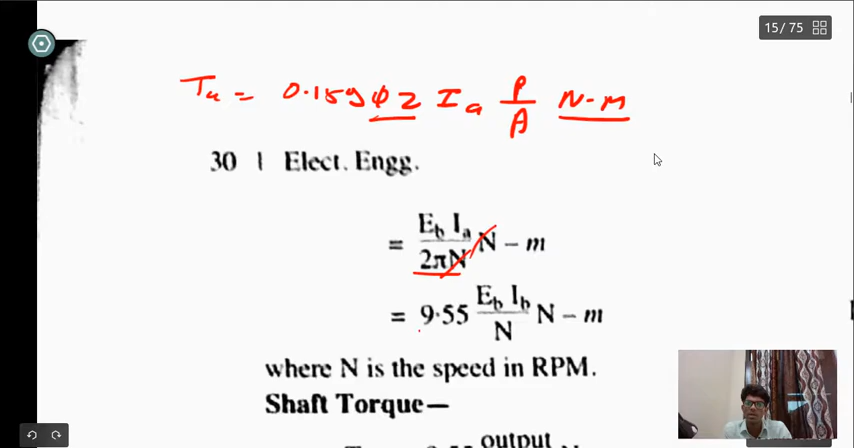 15 / 75
Ta = 0.159 φ Z Ia P/A N-m
30 | Elect. Engg.
= Eb Ia / 2πN N – m
= 9·55 Eb Ib / N N – m
where N is the speed in RPM.
Shaft Torque—
output